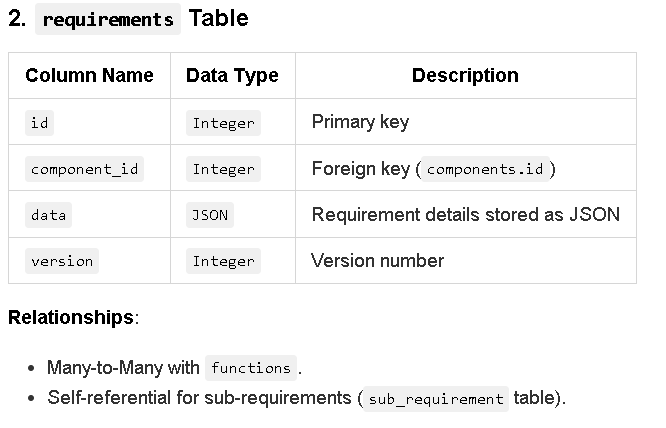 2. requirements Table
Column Name Data Type Description
id Integer Primary key
component_id Integer Foreign key ( components.id )
data JSON Requirement details stored as JSON
version Integer Version number
Relationships:
• Many-to-Many with functions .
• Self-referential for sub-requirements ( sub_requirement table).